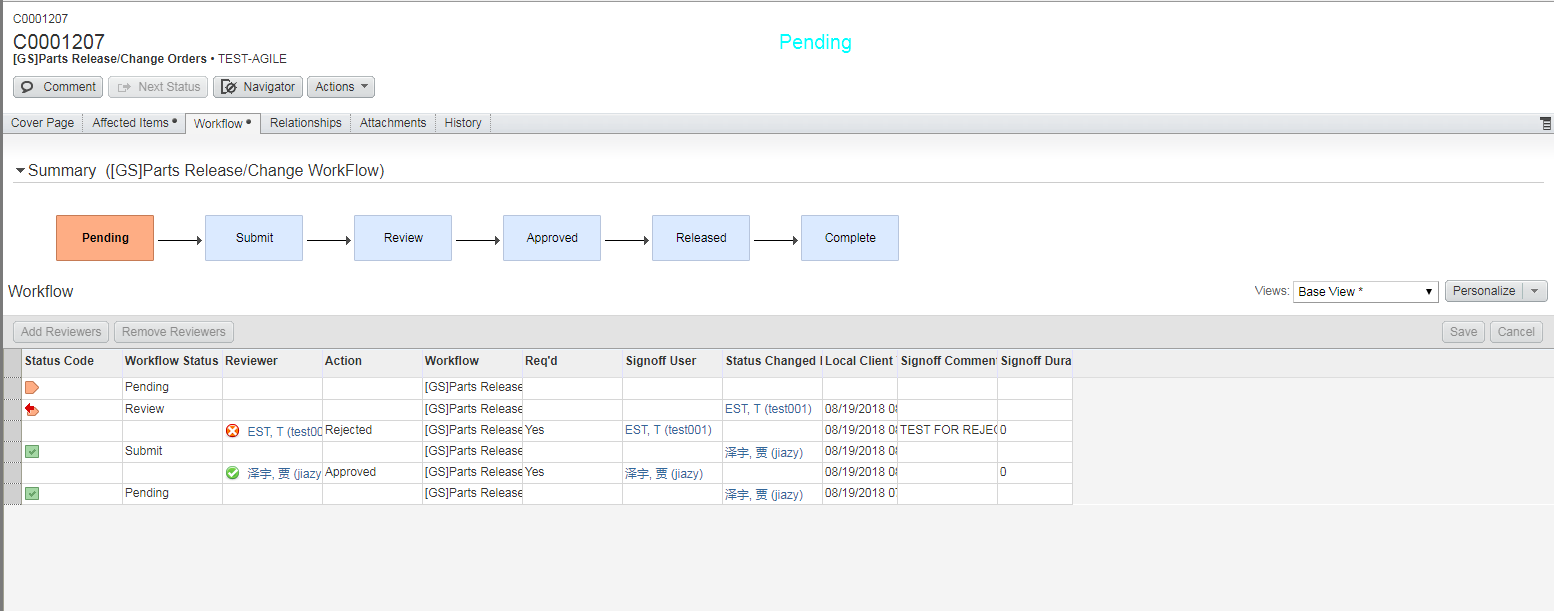 C0001207
C0001207
Pending
[GS]Parts Release/Change Orders • TEST-AGILE
Comment Next Status Navigator Actions
Cover Page Affected Items • Workflow • Relationships Attachments History
Summary ([GS]Parts Release/Change WorkFlow)
Pending Submit Review Approved Released Complete
Workflow Views: Base View * Personalize
Add Reviewers Remove Reviewers Save Cancel
Status Code Workflow Status Reviewer Action Workflow Req'd Signoff User Status Changed Local Client Signoff Commen Signoff Dura
Pending [GS]Parts Release
Review [GS]Parts Release EST, T (test001) 08/19/2018 0
EST, T (test00 Rejected [GS]Parts Release Yes EST, T (test001) 08/19/2018 0 TEST FOR REJE 0
Submit [GS]Parts Release 泽宇, 贾 (jiazy) 08/19/2018 0
泽宇, 贾 (jiazy Approved [GS]Parts Release Yes 泽宇, 贾 (jiazy) 08/19/2018 0 0
Pending [GS]Parts Release 泽宇, 贾 (jiazy) 08/19/2018 07